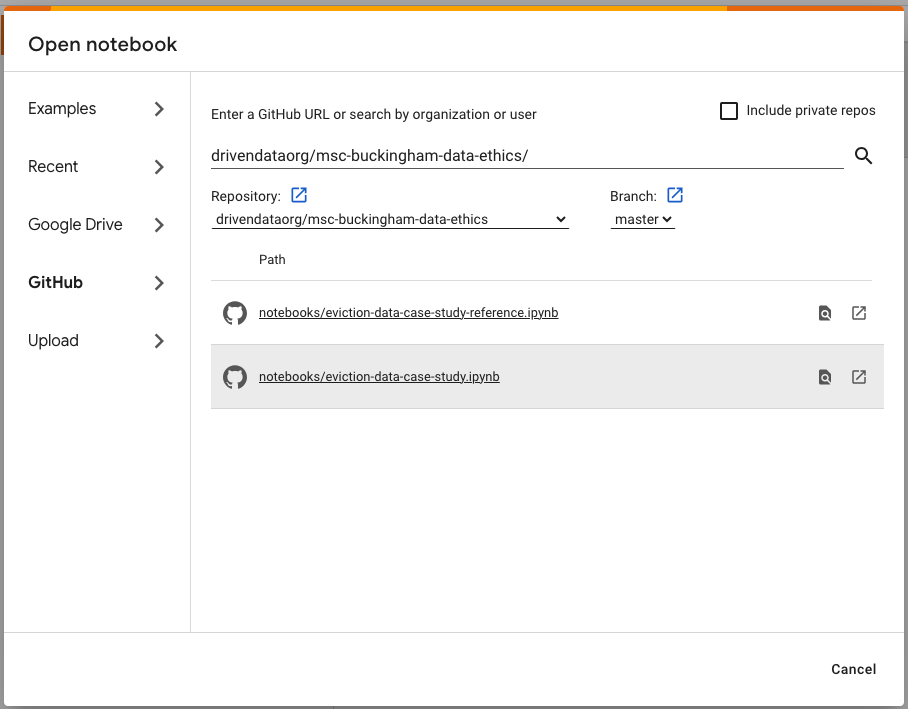 Open notebook
Examples
Recent
Google Drive
GitHub
Upload
Enter a GitHub URL or search by organization or user
Include private repos
drivendataorg/msc-buckingham-data-ethics/
Repository:
Branch:
drivendataorg/msc-buckingham-data-ethics
master
Path
notebooks/eviction-data-case-study-reference.ipynb
notebooks/eviction-data-case-study.ipynb
Cancel